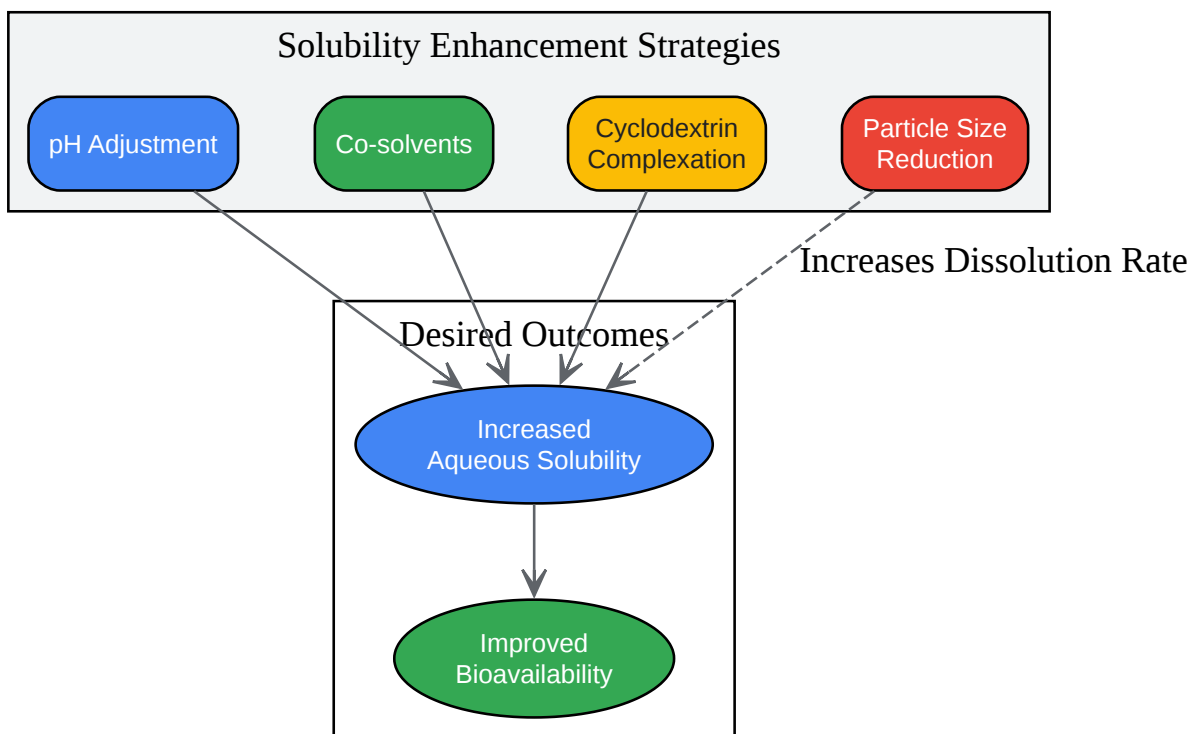 Solubility Enhancement Strategies
pH Adjustment
Co-solvents
Cyclodextrin
Complexation
Particle Size
Reduction
Increases Dissolution Rate
Desired Outcomes
Increased
Aqueous Solubility
Improved
Bioavailability